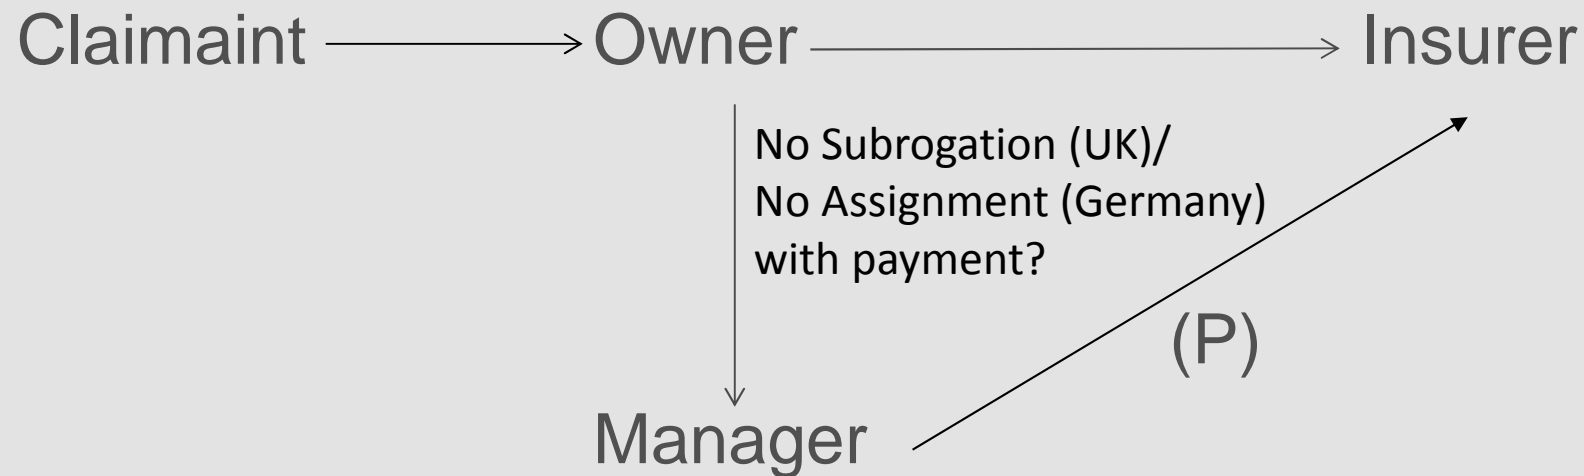 Claimaint Owner Insurer
No Subrogation (UK)/
No Assignment (Germany)
with payment?
(P)
Manager